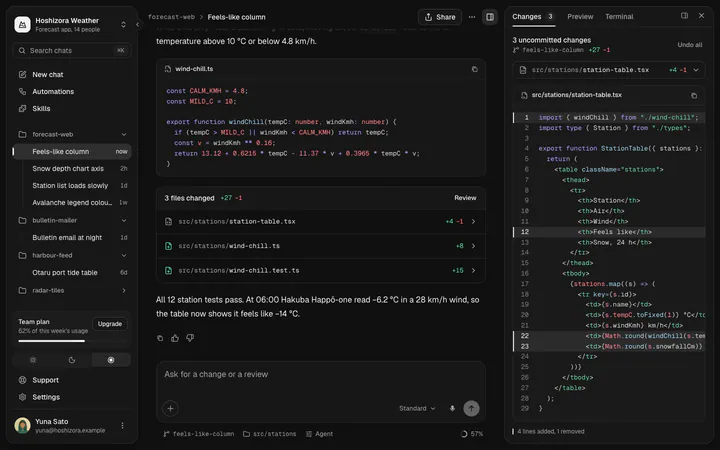 Hoshizora Weather
Forecast app, 14 people
Search chats
⌘K
New chat
Automations
Skills
forecast-web
Feels-like column now
Snow depth chart axis 2h
Station list loads slowly 1d
Avalanche legend colou... 1w
bulletin-mailer
Bulletin email at night 1d
harbour-feed
Otaru port tide table 6d
radar-tiles
Team plan
62% of this week's usage
Upgrade
Support
Settings
Yuna Sato
yuna@hoshizora.example
forecast-web › Feels-like column
Share
temperature above 10 °C or below 4.8 km/h.
wind-chill.ts
const CALM_KMH = 4.8;
const MILD_C = 10;
export function windChill(tempC: number, windKmh: number) {
if (tempC > MILD_C || windKmh < CALM_KMH) return tempC;
const v = windKmh ** 0.16;
return 13.12 + 0.6215 * tempC - 11.37 * v + 0.3965 * tempC * v;
}
3 files changed +27 -1 Review
src/stations/station-table.tsx +4 -1
src/stations/wind-chill.ts +8
src/stations/wind-chill.test.ts +15
All 12 station tests pass. At 06:00 Hakuba Happō-one read −6.2 °C in a 28 km/h wind, so
the table now shows it feels like −14 °C.
Ask for a change or a review
Standard
feels-like-column src/stations Agent 57%
Changes Preview Terminal
3 uncommitted changes
feels-like-column +27 -1
Undo all
src/stations/station-table.tsx +4 -1
src/stations/station-table.tsx
1 import { windChill } from "./wind-chill";
2 import type { Station } from "./types";
3
4 export function StationTable({ stations }:
5 return (
6 <table className="stations">
7 <thead>
8 <tr>
9 <th>Station</th>
10 <th>Air</th>
11 <th>Wind</th>
12 <th>Feels like</th>
13 <th>Snow, 24 h</th>
14 </tr>
15 </thead>
16 <tbody>
17 {stations.map((s) => (
18 <tr key={s.id}>
19 <td>{s.name}</td>
20 <td>{s.tempC.toFixed(1)} °C</td
21 <td>{s.windKmh} km/h</td>
22 <td>{Math.round(windChill(s.tem
23 <td>{Math.round(s.snowfallCm)}
24 </tr>
25 ))}
26 </tbody>
27 </table>
28 );
29 }
4 lines added, 1 removed